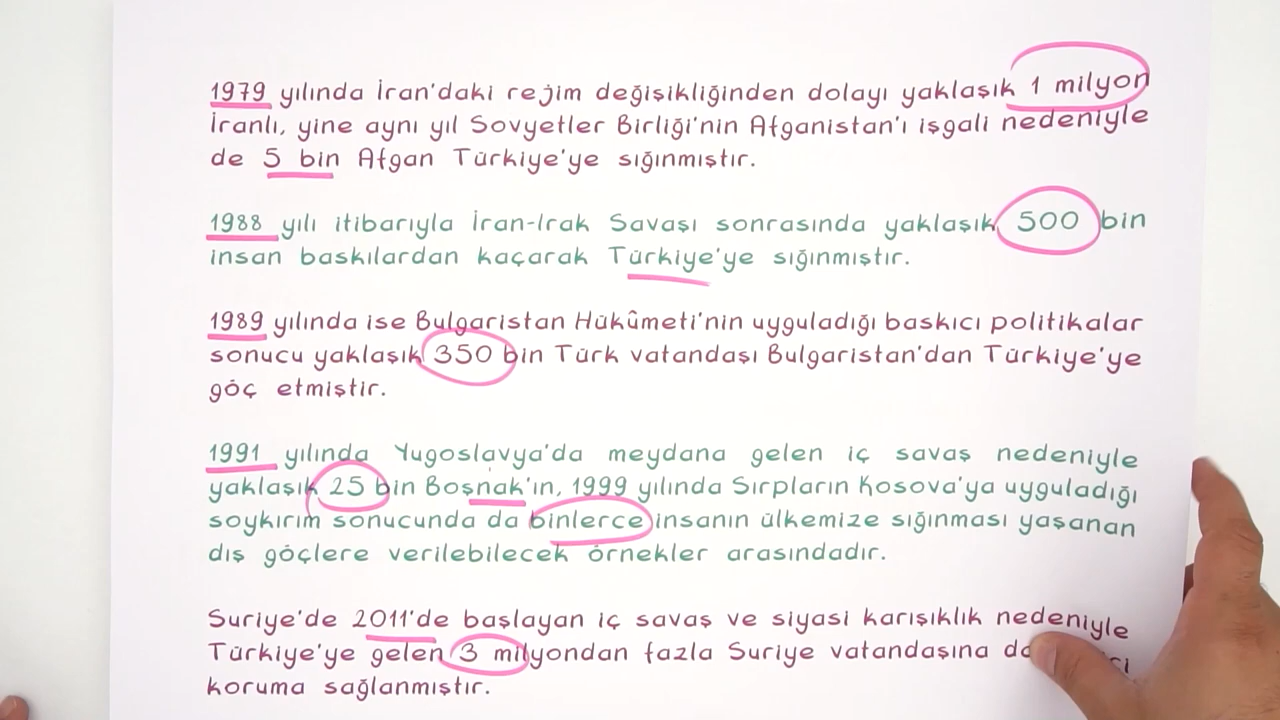 1979 yılında İran'daki rejim değişikliğinden dolayı yaklaşık 1 milyon
İranlı, yine aynı yıl Sovyetler Birliği'nin Afganistan'ı işgali nedeniyle
de 5 bin Afgan Türkiye'ye sığınmıştır.
1988 yılı itibarıyla İran-Irak Savaşı sonrasında yaklaşık 500 bin
insan baskılardan kaçarak Türkiye'ye sığınmıştır.
1989 yılında ise Bulgaristan Hükûmeti'nin uyguladığı baskıcı politikalar
sonucu yaklaşık 350 bin Türk vatandaşı Bulgaristan'dan Türkiye'ye
göç etmiştir.
1991 yılında Yugoslavya'da meydana gelen iç savaş nedeniyle
yaklaşık 25 bin Boşnak'ın, 1999 yılında Sırpların Kosova'ya uyguladığı
soykırım sonucunda da binlerce insanın ülkemize sığınması yaşanan
dış göçlere verilebilecek örnekler arasındadır.
Suriye'de 2011'de başlayan iç savaş ve siyasi karışıklık nedeniyle
Türkiye'ye gelen 3 milyondan fazla Suriye vatandaşına da
koruma sağlanmıştır.